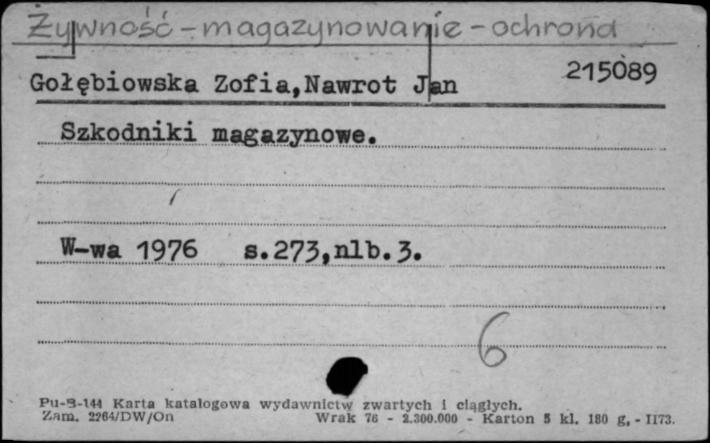 Żywność - magazynowanie - ochrona
215089
Gołębiowska Zofia, Nawrot Jan
Szkodniki magazynowe.
W-wa 1976 s.273,nlb.3.
6
Pu-B-144 Karta katalogowa wydawnictw zwartych i ciągłych.
Zam. 2264/DW/On Wrak 76 - 2.300.000 - Karton 5 kl. 180 g. - II73.